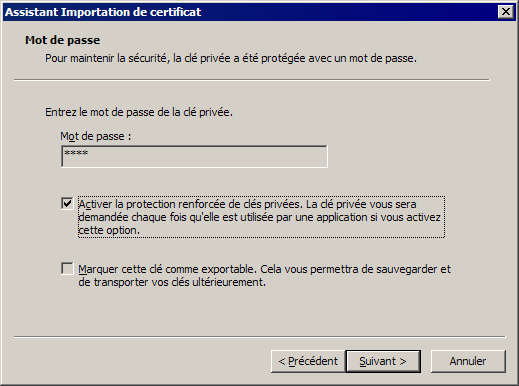 Assistant Importation de certificat
Mot de passe
Pour maintenir la sécurité, la clé privée a été protégée avec un mot de passe.
Entrez le mot de passe de la clé privée.
Mot de passe :
****
Activer la protection renforcée de clés privées. La clé privée vous sera
demandée chaque fois qu'elle est utilisée par une application si vous activez
cette option.
Marquer cette clé comme exportable. Cela vous permettra de sauvegarder et
de transporter vos clés ultérieurement.
< Précédent
Suivant >
Annuler